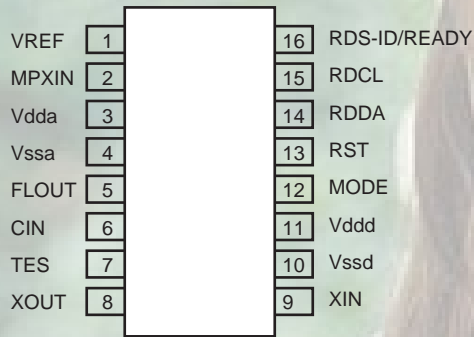 VREF 1 16 RDS-ID/READY
MPXIN 2 15 RDCL
Vdda 3 14 RDDA
Vssa 4 13 RST
FLOUT 5 12 MODE
CIN 6 11 Vddd
TES 7 10 Vssd
XOUT 8 9 XIN